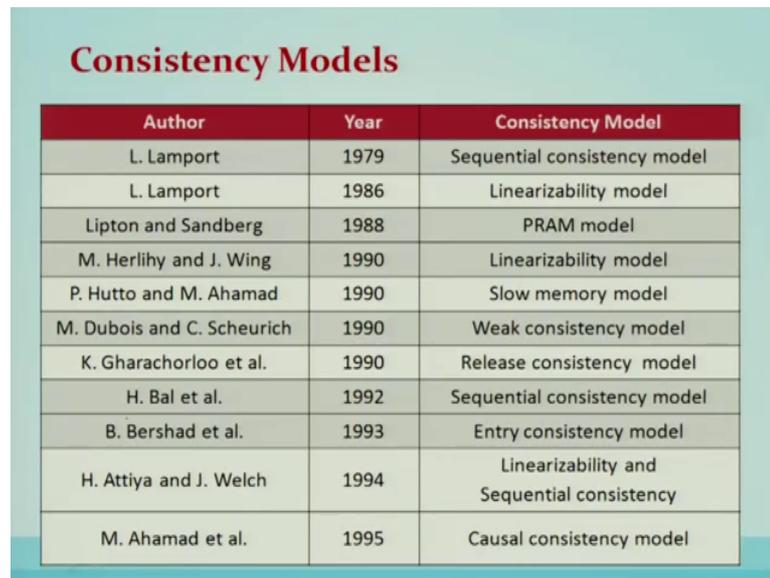 Consistency Models
Author Year Consistency Model
L. Lamport 1979 Sequential consistency model
L. Lamport 1986 Linearizability model
Lipton and Sandberg 1988 PRAM model
M. Herlihy and J. Wing 1990 Linearizability model
P. Hutto and M. Ahamad 1990 Slow memory model
M. Dubois and C. Scheurich 1990 Weak consistency model
K. Gharachorloo et al. 1990 Release consistency model
H. Bal et al. 1992 Sequential consistency model
B. Bershad et al. 1993 Entry consistency model
H. Attiya and J. Welch 1994 Linearizability and
Sequential consistency
M. Ahamad et al. 1995 Causal consistency model